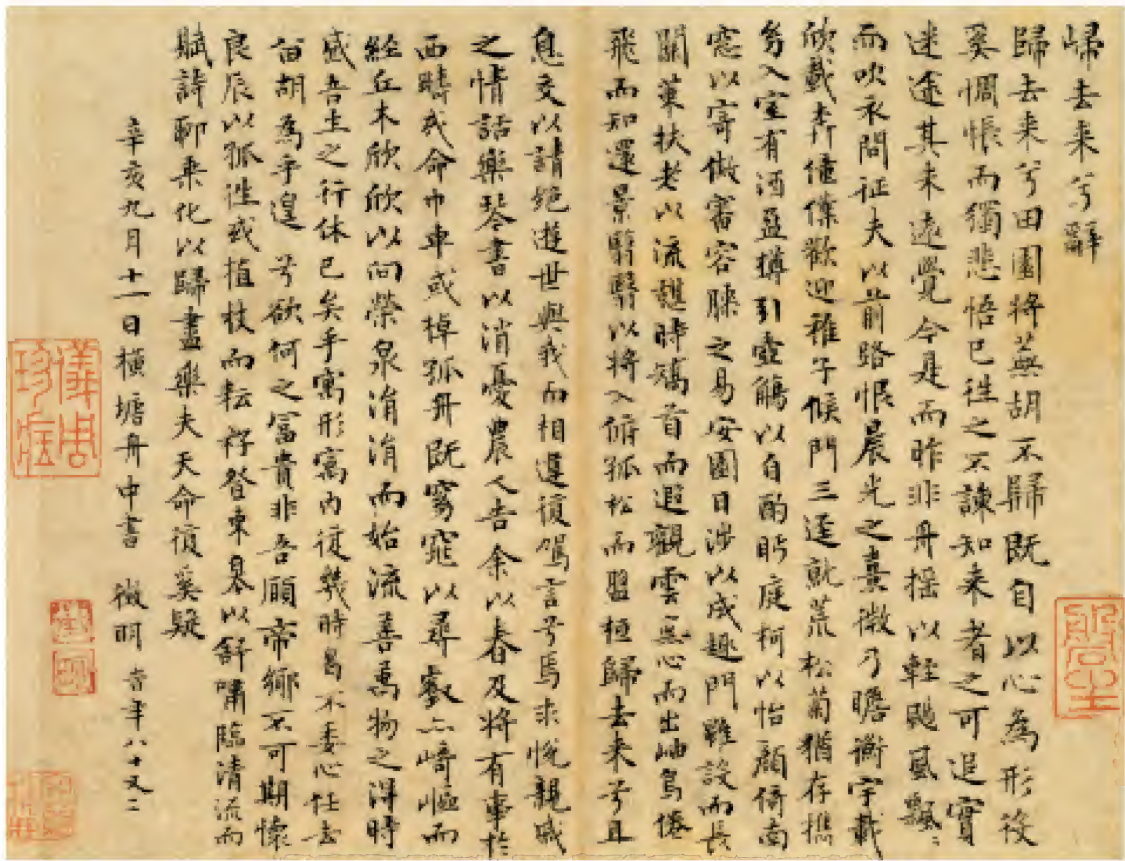 歸去来兮辭
歸去来兮田園將蕪胡不歸既自以心為形役
奚惆悵而獨悲悟已往之不諫知来者之可追實
迷途其未遠覺今是而昨非舟搖以輕颺風飄〻
而吹衣問征夫以前路恨晨光之熹微乃瞻衡宇載
欣載奔僮僕歡迎稚子候門三逕就荒松菊猶存携
幼入室有酒盈罇引壺觴以自酌眄庭柯以怡顏倚南
窓以寄傲審容膝之易安園日涉以成趣門雖設而長
關策扶老以流憩時矯首而遐觀雲無心而出岫鳥倦
飛而知還景翳翳以將入撫孤松而盤桓歸去来兮且
息交以請絕遊世與我而相違復駕言兮焉求悅親戚
之情話樂琴書以消憂農人告余以春及將有事於
西疇或命巾車或棹孤舟既窈窕以尋壑亦崎嶇而
經丘木欣欣以向榮泉涓涓而始流善萬物之得時
感吾生之行休已矣乎寓形寓內復幾時曷不委心任去
留胡為乎遑兮欲何之富貴非吾願帝鄉不可期懷
良辰以孤往或植杖而耘耔登東皋以舒嘯臨清流而
賦詩聊乘化以歸盡樂夫天命復奚疑
辛亥九月十一日橫塘舟中書 徵明 時年八十又二